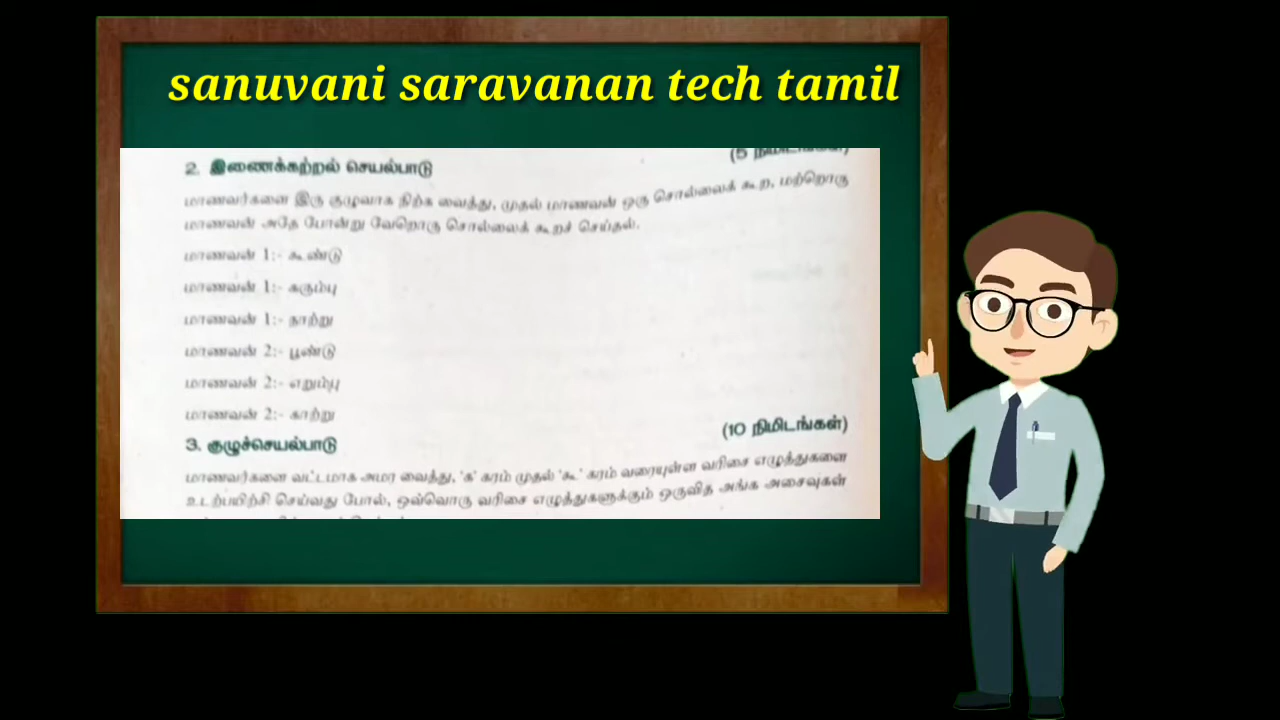 sanuvani saravanan tech tamil
(5 நிமிடங்கள்)
2. இணைக்கற்றல் செயல்பாடு
மாணவர்களை இரு குழுவாக நிற்க வைத்து, முதல் மாணவன் ஒரு சொல்லைக் கூற, மற்றொரு
மாணவன் அதே போன்று வேறொரு சொல்லைக் கூறச் செய்தல்.
மாணவன் 1:- கூண்டு
மாணவன் 1:- கரும்பு
மாணவன் 1:- நாற்று
மாணவன் 2:- பூண்டு
மாணவன் 2:- எறும்பு
மாணவன் 2:- காற்று
(10 நிமிடங்கள்)
3. குழுச்செயல்பாடு
மாணவர்களை வட்டமாக அமர வைத்து, 'க' கரம் முதல் 'கூ' கரம் வரையுள்ள வரிசை எழுத்துகளை
உடற்பயிற்சி செய்வது போல், ஒவ்வொரு வரிசை எழுத்துகளுக்கும் ஒருவித அங்க அசைவுகள்